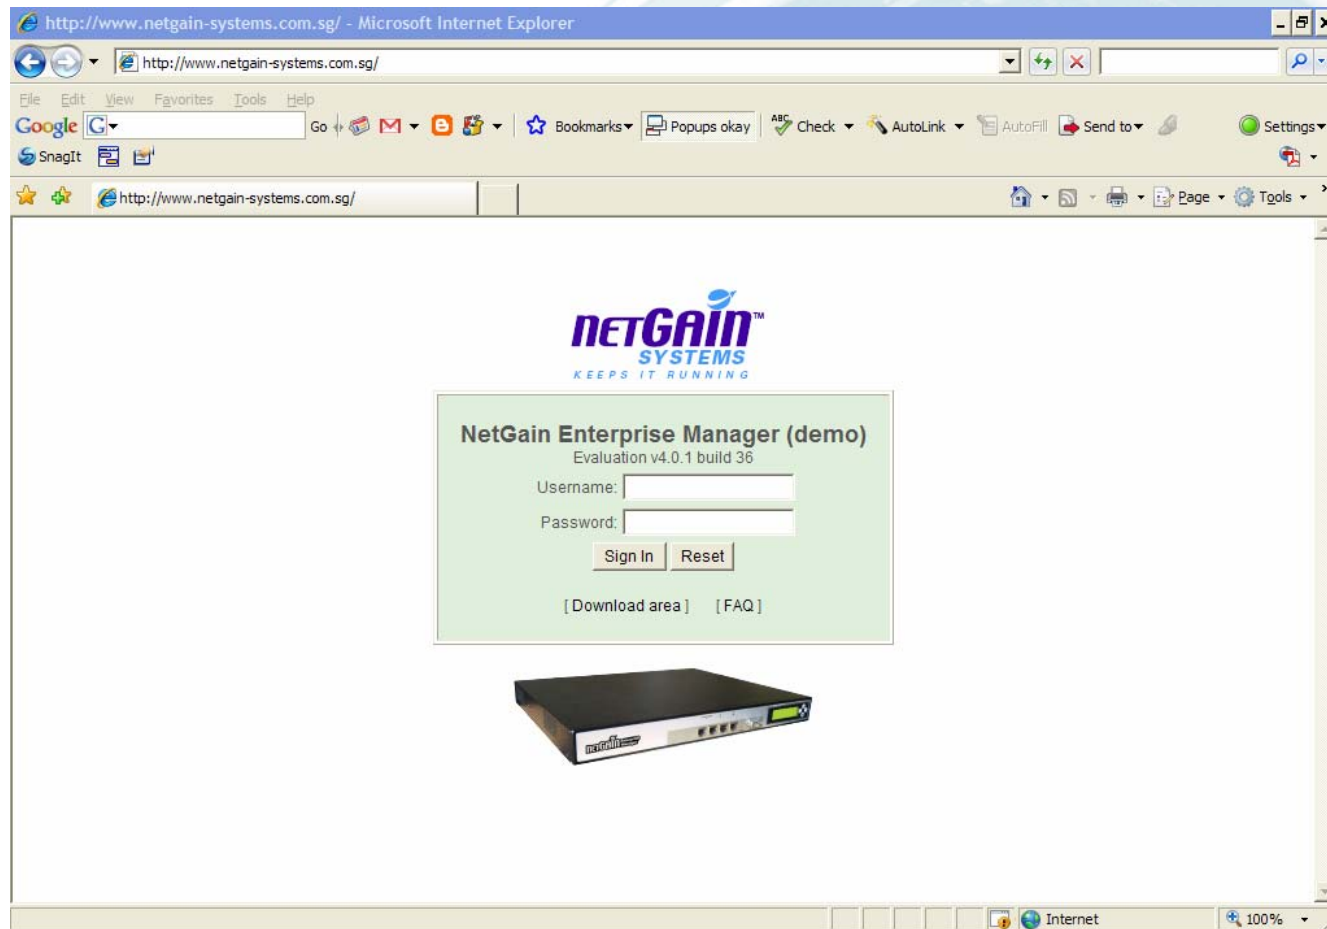 http://www.netgain-systems.com.sg/ - Microsoft Internet Explorer
http://www.netgain-systems.com.sg/
File Edit View Favorites Tools Help
Google G Go Bookmarks Popups okay ABC Check AutoLink AutoFill Send to Settings
SnagIt
http://www.netgain-systems.com.sg/ Page Tools
netGain™
SYSTEMS
KEEPS IT RUNNING
NetGain Enterprise Manager (demo)
Evaluation v4.0.1 build 36
Username:
Password:
Sign In Reset
[ Download area ] [ FAQ ]
netGain
Internet 100%